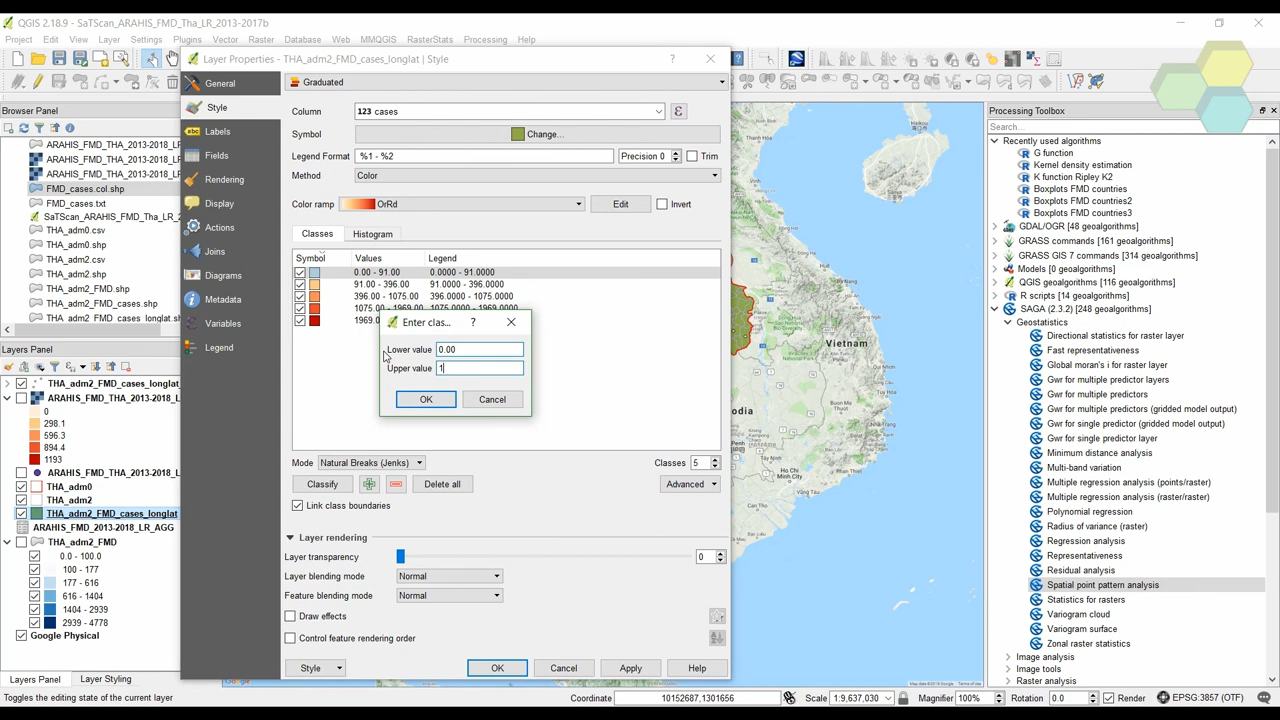 QGIS 2.18.9 - SaTScan_ARAHIS_FMD_Tha_LR_2013-2017b
Project Edit View Layer Settings Plugins Vector Raster Database Web MMQGIS RasterStats Processing Help
Layer Properties - THA_adm2_FMD_cases_longlat | Style
Browser Panel
ARAHIS_FMD_THA_2013-2018_L
ARAHIS_FMD_THA_2013-2018_L
ARAHIS_FMD_THA_2013-2018_L
FMD_cases.col.shp
FMD_cases.txt
SaTScan_ARAHIS_FMD_Tha_LR_2
THA_adm0.csv
THA_adm0.shp
THA_adm2.csv
THA_adm2.shp
THA_adm2_FMD.shp
THA_adm2_FMD_cases.shp
THA_adm2_FMD_cases_longlat.shp
Layers Panel
THA_adm2_FMD_cases_longlat_
ARAHIS_FMD_THA_2013-2018_L
0
298.1
596.3
894.4
1193
ARAHIS_FMD_THA_2013-2018_L
THA_adm0
THA_adm2
THA_adm2_FMD_cases_longlat
ARAHIS_FMD_2013-2018_LR_AGG
THA_adm2_FMD
0.0 - 100.0
100 - 177
177 - 616
616 - 1404
1404 - 2939
2939 - 4778
Google Physical
Layers Panel Layer Styling
Toggles the editing state of the current layer
General
Style
Labels
Fields
Rendering
Display
Actions
Joins
Diagrams
Metadata
Variables
Legend
Graduated
Column 123 cases
Symbol Change...
Legend Format %1 - %2 Precision 0 Trim
Method Color
Color ramp OrRd Edit Invert
Classes Histogram
Symbol Values Legend
0.00 - 91.00 0.0000 - 91.0000
91.00 - 396.00 91.0000 - 396.0000
396.00 - 1075.00 396.0000 - 1075.0000
1075.00 - 1969.00 1075.0000 - 1969.0000
1969.0
Enter clas... ?
Lower value 0.00
Upper value 1
OK Cancel
Mode Natural Breaks (Jenks) Classes 5
Classify Delete all Advanced
Link class boundaries
Layer rendering
Layer transparency 0
Layer blending mode Normal
Feature blending mode Normal
Draw effects
Control feature rendering order
Style OK Cancel Apply Help
Vietnam
Coordinate 10152687,1301656 Scale 1:9,637,030 Magnifier 100% Rotation 0.0 Render EPSG:3857 (OTF)
Processing Toolbox
Search...
Recently used algorithms
G function
Kernel density estimation
K function Ripley K2
Boxplots FMD countries
Boxplots FMD countries2
Boxplots FMD countries3
GDAL/OGR [48 geoalgorithms]
GRASS commands [161 geoalgorithms]
GRASS GIS 7 commands [314 geoalgorithms]
Models [0 geoalgorithms]
QGIS geoalgorithms [116 geoalgorithms]
R scripts [14 geoalgorithms]
SAGA (2.3.2) [248 geoalgorithms]
Geostatistics
Directional statistics for raster layer
Fast representativeness
Global moran's i for raster layer
Gwr for multiple predictor layers
Gwr for multiple predictors
Gwr for multiple predictor (gridded model output)
Gwr for single predictor (gridded model output)
Gwr for single predictor layer
Minimum distance analysis
Multi-band variation
Multiple regression analysis (points/raster)
Multiple regression analysis (raster/raster)
Polynomial regression
Radius of variance (raster)
Regression analysis
Representativeness
Residual analysis
Spatial point pattern analysis
Statistics for rasters
Variogram cloud
Variogram surface
Zonal raster statistics
Image analysis
Image tools
Raster analysis